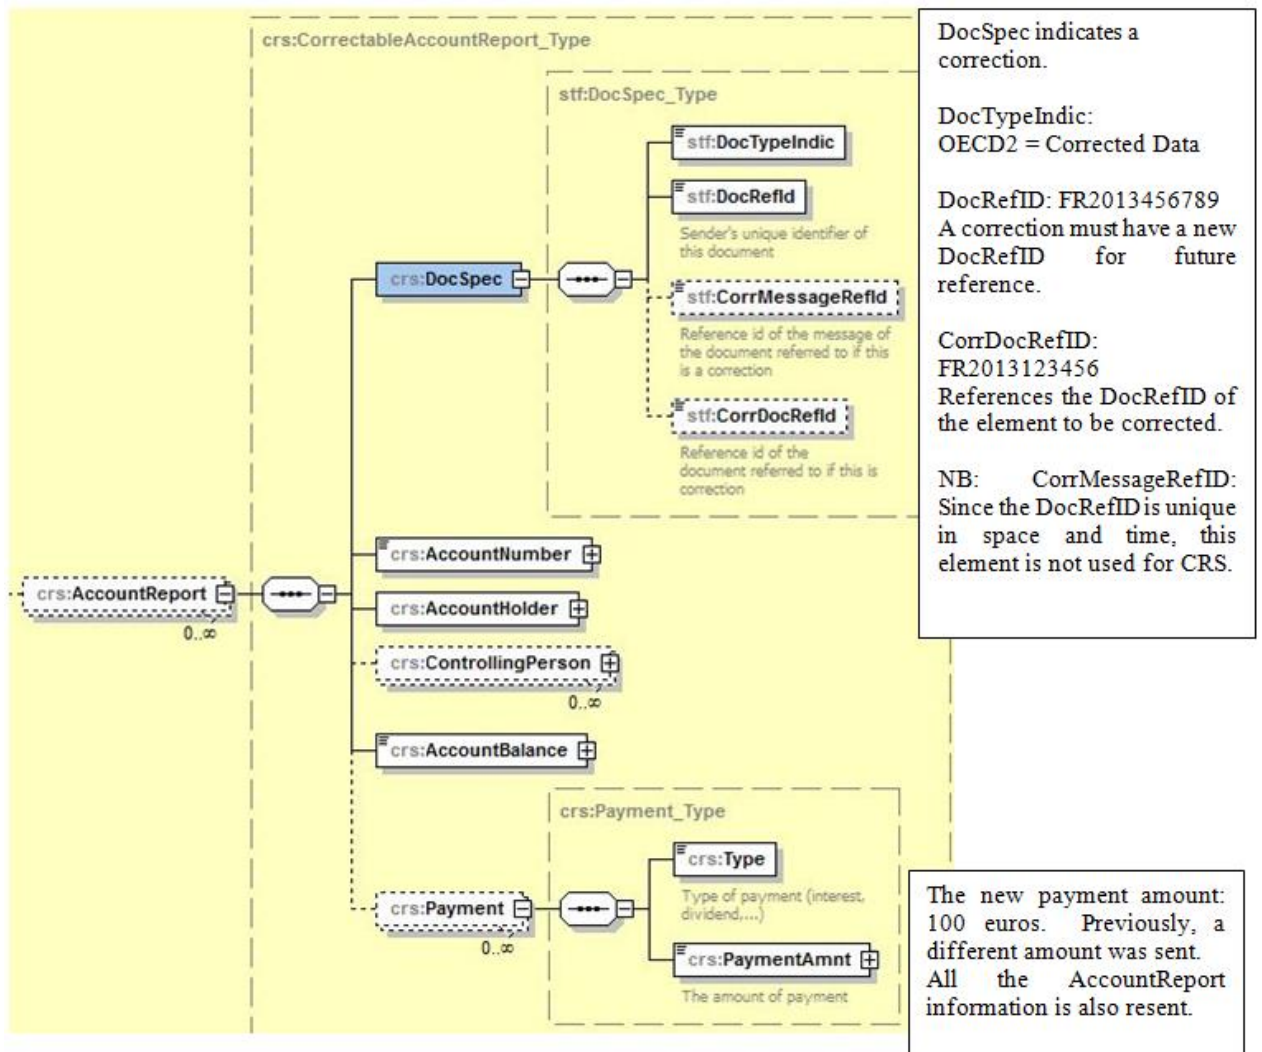 crs:CorrectableAccountReport_Type
stf:DocSpec_Type
stf:DocTypeIndic
stf:DocRefId
Sender's unique identifier of
this document
crs:DocSpec
stf:CorrMessageRefId
Reference id of the message of
the document referred to if this
is a correction
stf:CorrDocRefId
Reference id of the
document referred to if this is
correction
crs:AccountNumber
crs:AccountReport
0..∞
crs:AccountHolder
crs:ControllingPerson
0..∞
crs:AccountBalance
crs:Payment_Type
crs:Type
Type of payment (interest,
dividend,...)
crs:Payment
0..∞
crs:PaymentAmnt
The amount of payment
DocSpec indicates a
correction.
DocTypeIndic:
OECD2 = Corrected Data
DocRefID: FR2013456789
A correction must have a new
DocRefID for future
reference.
CorrDocRefID:
FR2013123456
References the DocRefID of
the element to be corrected.
NB: CorrMessageRefID:
Since the DocRefID is unique
in space and time, this
element is not used for CRS.
The new payment amount:
100 euros. Previously, a
different amount was sent.
All the AccountReport
information is also resent.